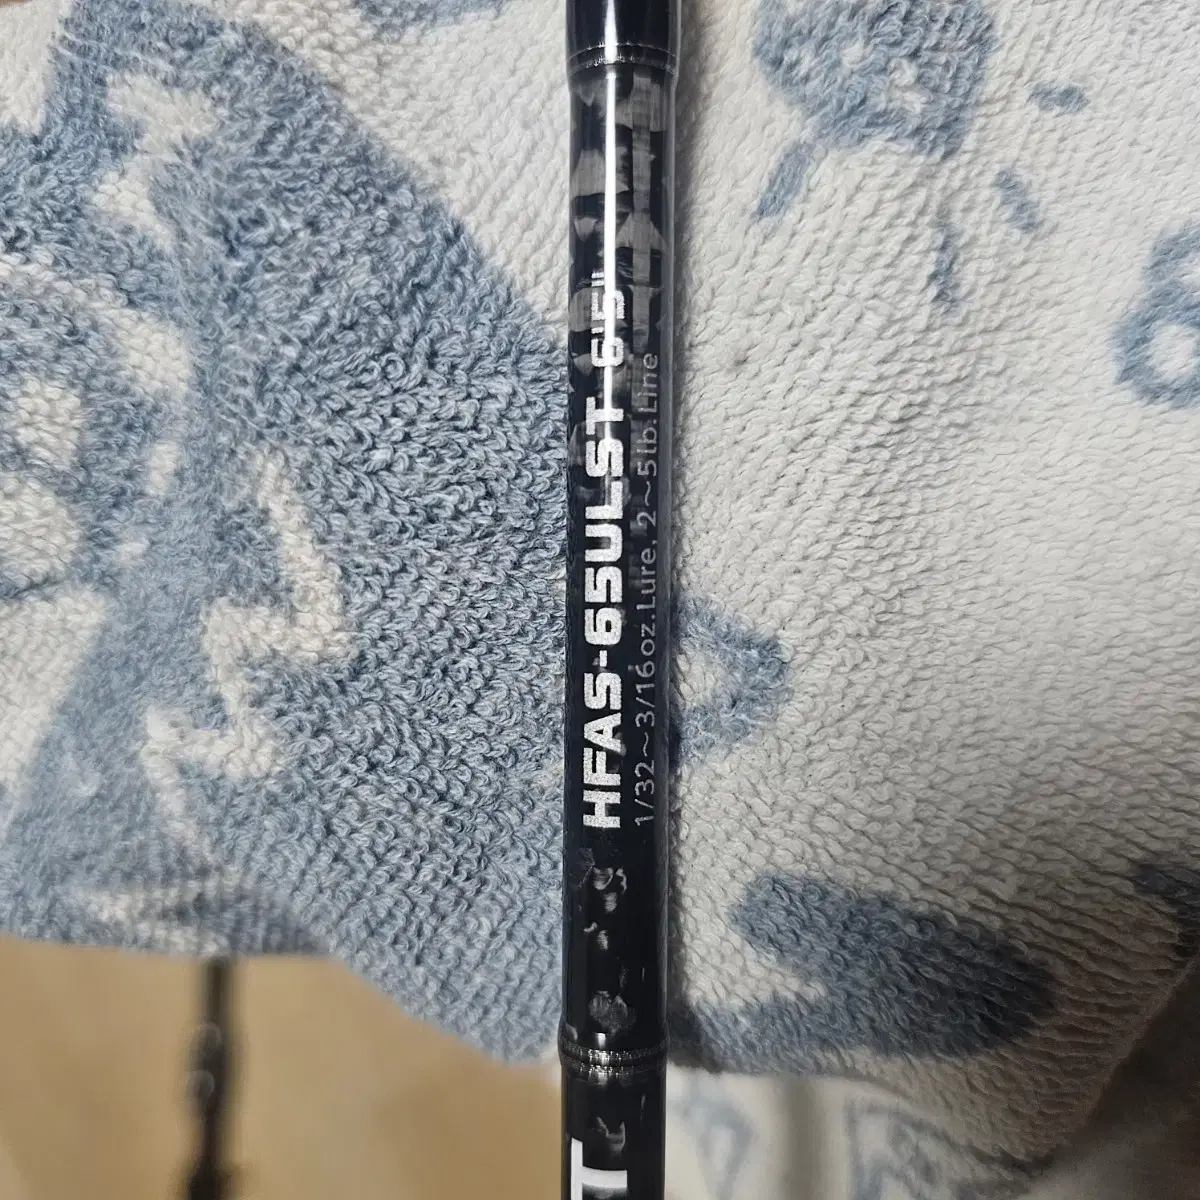 HFAS-65ULST 6'5"
1/32~3/16oz.Lure, 2~5lb.Line